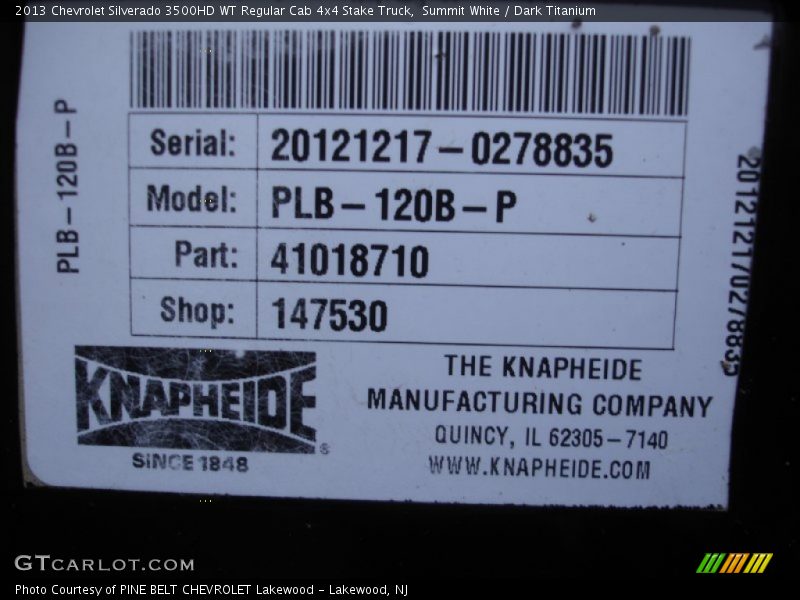 2013 Chevrolet Silverado 3500HD WT Regular Cab 4x4 Stake Truck, Summit White / Dark Titanium
PLB-120B-P
Serial: 20121217-0278835
Model: PLB-120B-P
Part: 41018710
Shop: 147530
201212170278835
KNAPHEIDE®
SINCE 1848
THE KNAPHEIDE
MANUFACTURING COMPANY
QUINCY, IL 62305-7140
WWW.KNAPHEIDE.COM
GTCARLOT.COM
Photo Courtesy of PINE BELT CHEVROLET Lakewood - Lakewood, NJ